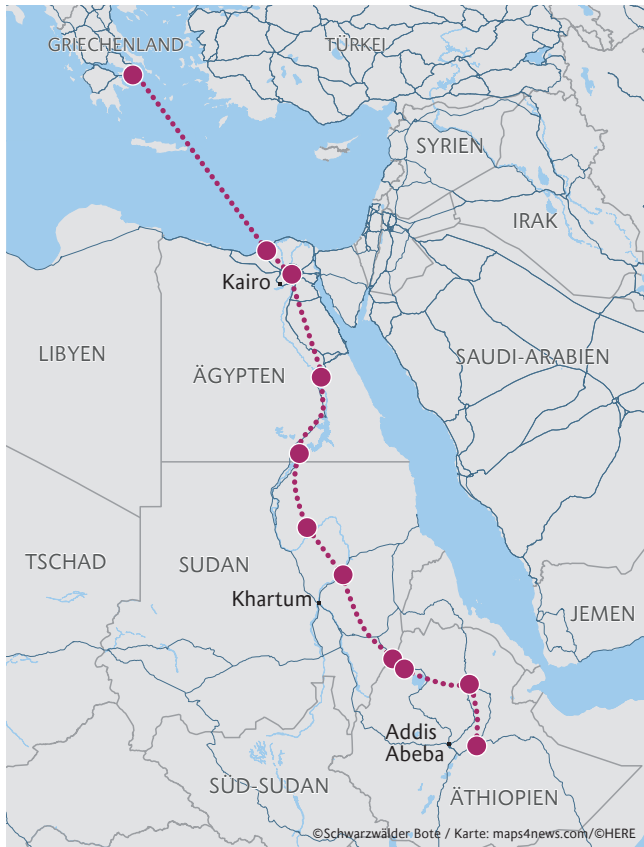 GRIECHENLAND
TÜRKEI
SYRIEN
IRAK
Kairo
LIBYEN
ÄGYPTEN
SAUDI-ARABIEN
TSCHAD
SUDAN
Khartum
JEMEN
Addis
Abeba
SÜD-SUDAN
ÄTHIOPIEN
©Schwarzwälder Bote / Karte: maps4news.com/©HERE